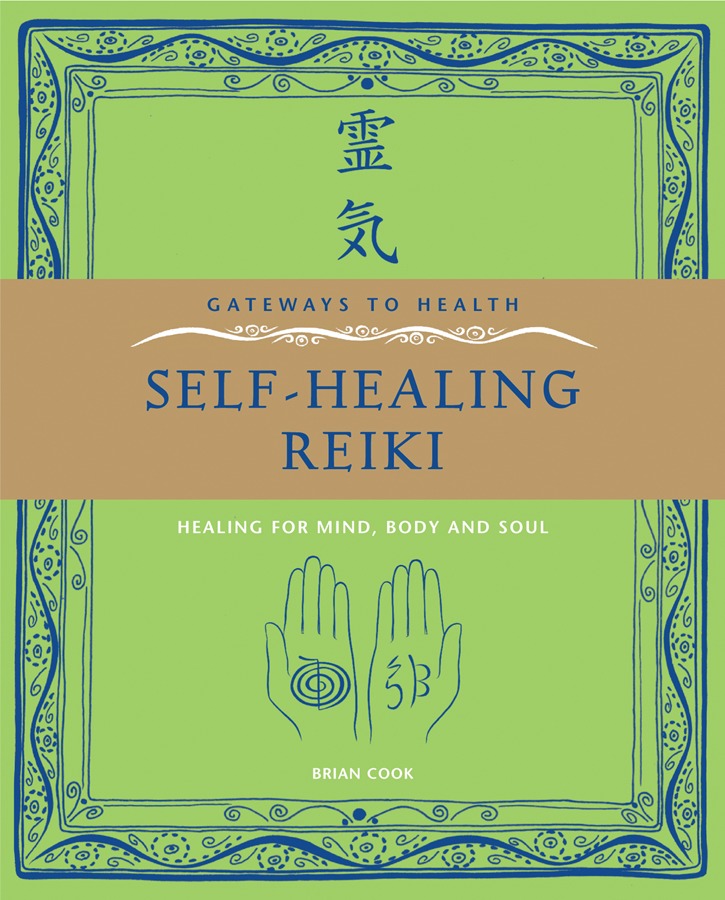 霊
気
GATEWAYS TO HEALTH
SELF-HEALING
REIKI
HEALING FOR MIND, BODY AND SOUL
BRIAN COOK